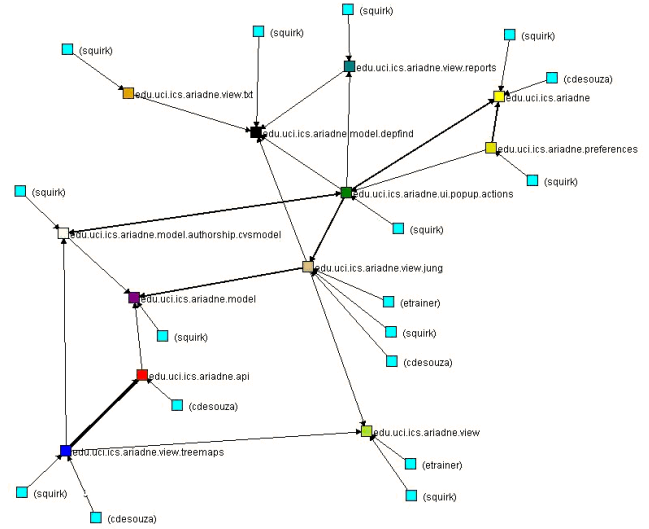 (squirk)
(squirk)
(squirk)
(squirk)
edu.uci.ics.ariadne.view.reports
(cdesouza)
edu.uci.ics.ariadne.view.txt
edu.uci.ics.ariadne
edu.uci.ics.ariadne.model.depfind
edu.uci.ics.ariadne.preferences
(squirk)
(squirk)
edu.uci.ics.ariadne.ui.popup.actions
(squirk)
edu.uci.ics.ariadne.model.authorship.cvsmodel
edu.uci.ics.ariadne.view.jung
edu.uci.ics.ariadne.model
(etrainer)
(squirk)
(squirk)
(cdesouza)
edu.uci.ics.ariadne.api
(cdesouza)
edu.uci.ics.ariadne.view
edu.uci.ics.ariadne.view.treemaps
(etrainer)
(squirk)
(squirk)
(cdesouza)